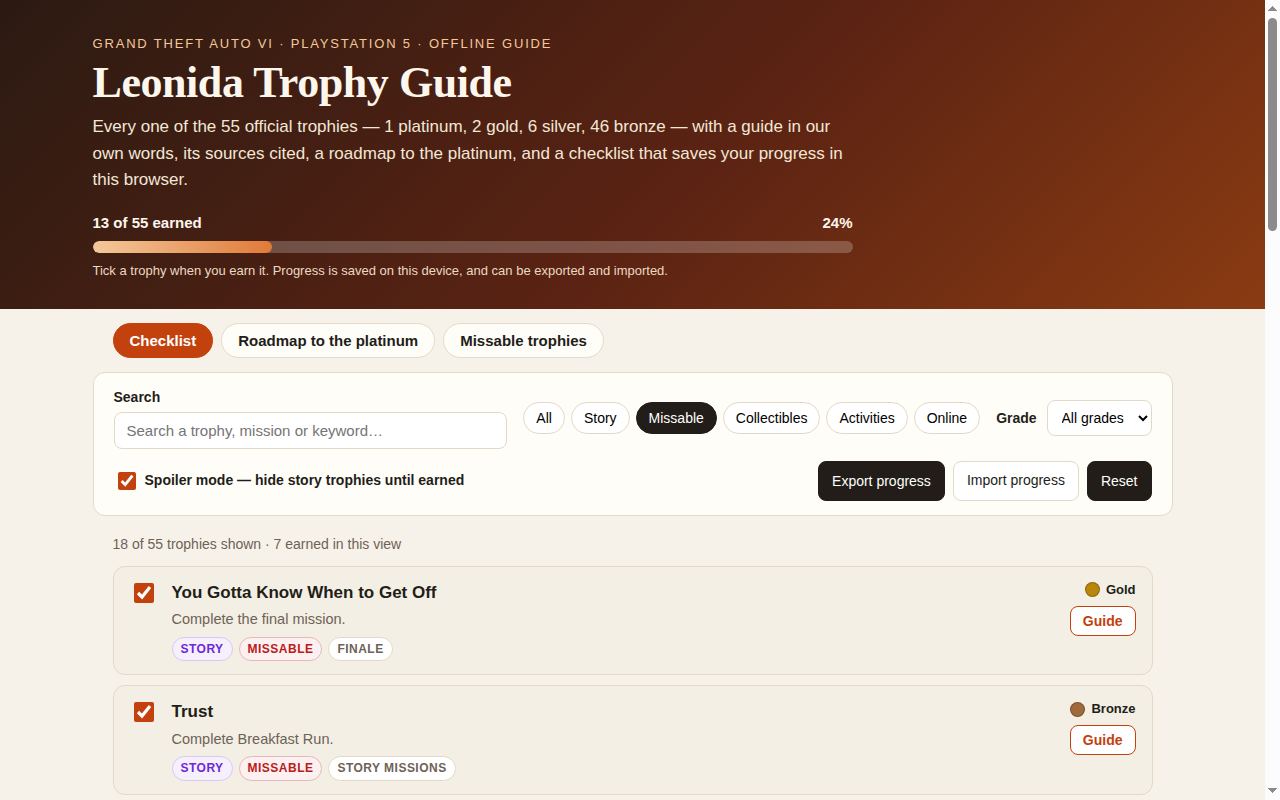 GRAND THEFT AUTO VI · PLAYSTATION 5 · OFFLINE GUIDE
Leonida Trophy Guide
Every one of the 55 official trophies — 1 platinum, 2 gold, 6 silver, 46 bronze — with a guide in our
own words, its sources cited, a roadmap to the platinum, and a checklist that saves your progress in
this browser.
13 of 55 earned 24%
Tick a trophy when you earn it. Progress is saved on this device, and can be exported and imported.
Checklist Roadmap to the platinum Missable trophies
Search
Search a trophy, mission or keyword… All Story Missable Collectibles Activities Online Grade All grades
Spoiler mode — hide story trophies until earned Export progress Import progress Reset
18 of 55 trophies shown · 7 earned in this view
You Gotta Know When to Get Off Gold
Complete the final mission. Guide
STORY MISSABLE FINALE
Trust Bronze
Complete Breakfast Run. Guide
STORY MISSABLE STORY MISSIONS